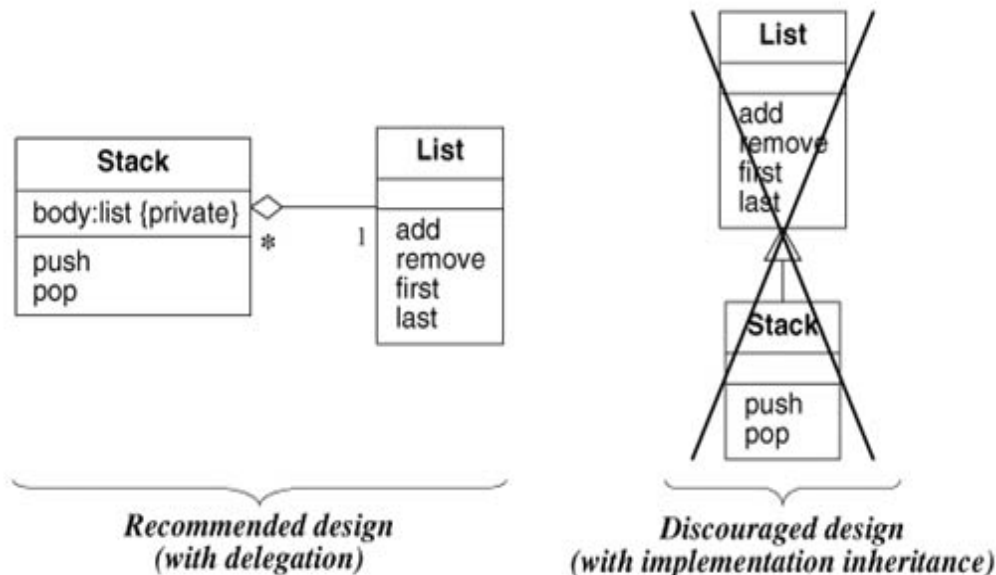 Stack
body:list {private}
push
pop
*
1
List
add
remove
first
last
Recommended design
(with delegation)
List
add
remove
first
last
Stack
push
pop
Discouraged design
(with implementation inheritance)